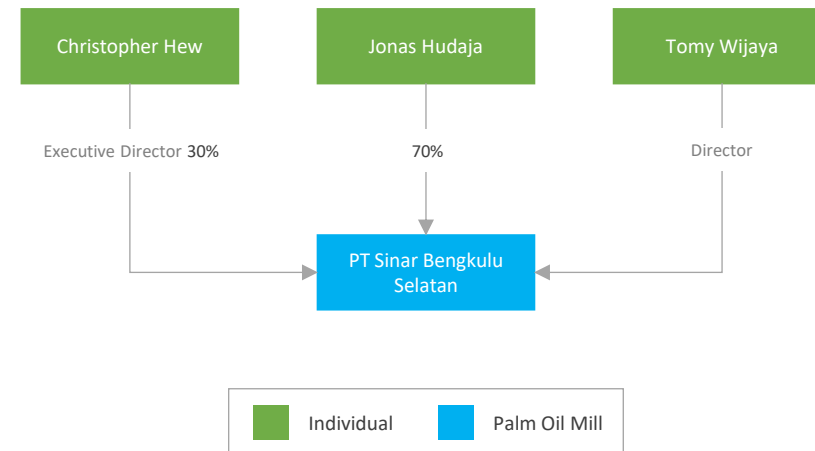 Christopher Hew
Jonas Hudaja
Tomy Wijaya
Executive Director 30%
70%
Director
PT Sinar Bengkulu
Selatan
Individual
Palm Oil Mill